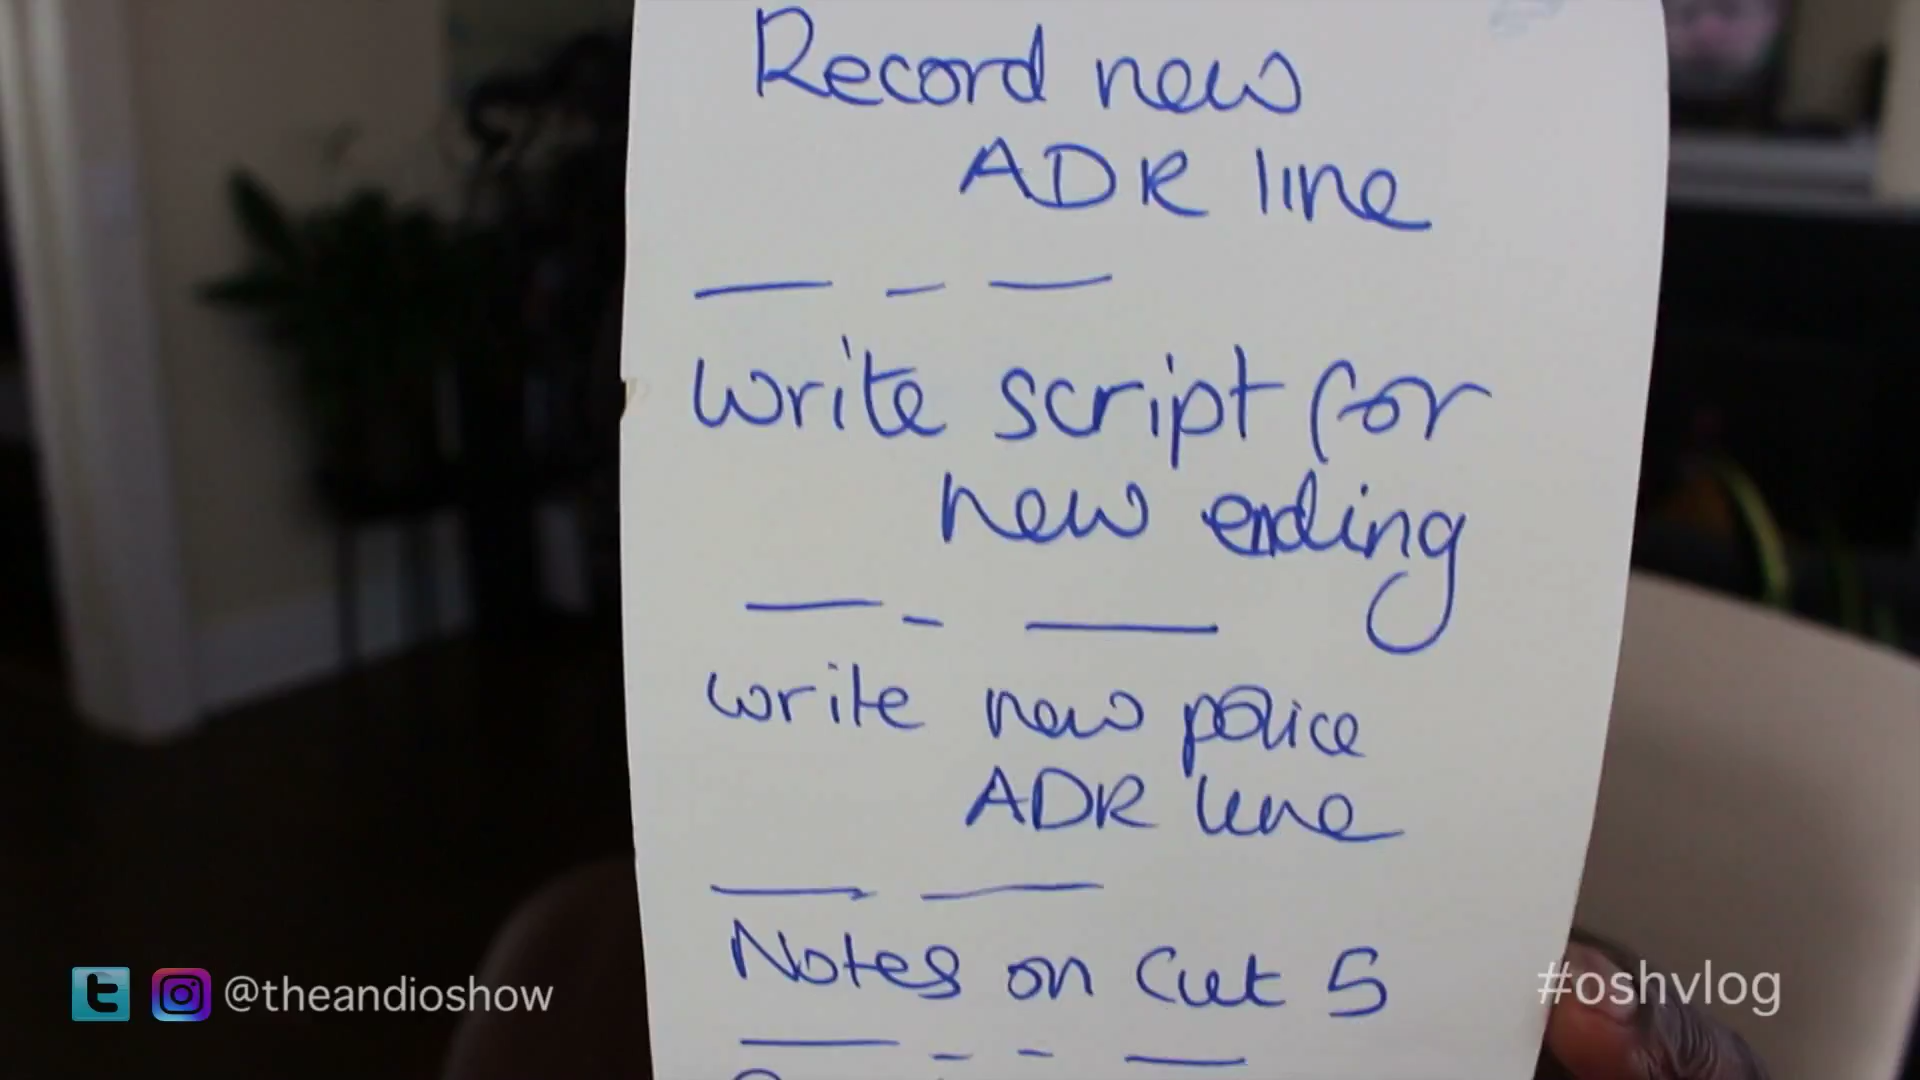 Record new
ADR line
Write script for
new ending
write new police
ADR line
Notes on Cut 5
@theandioshow
#oshvlog